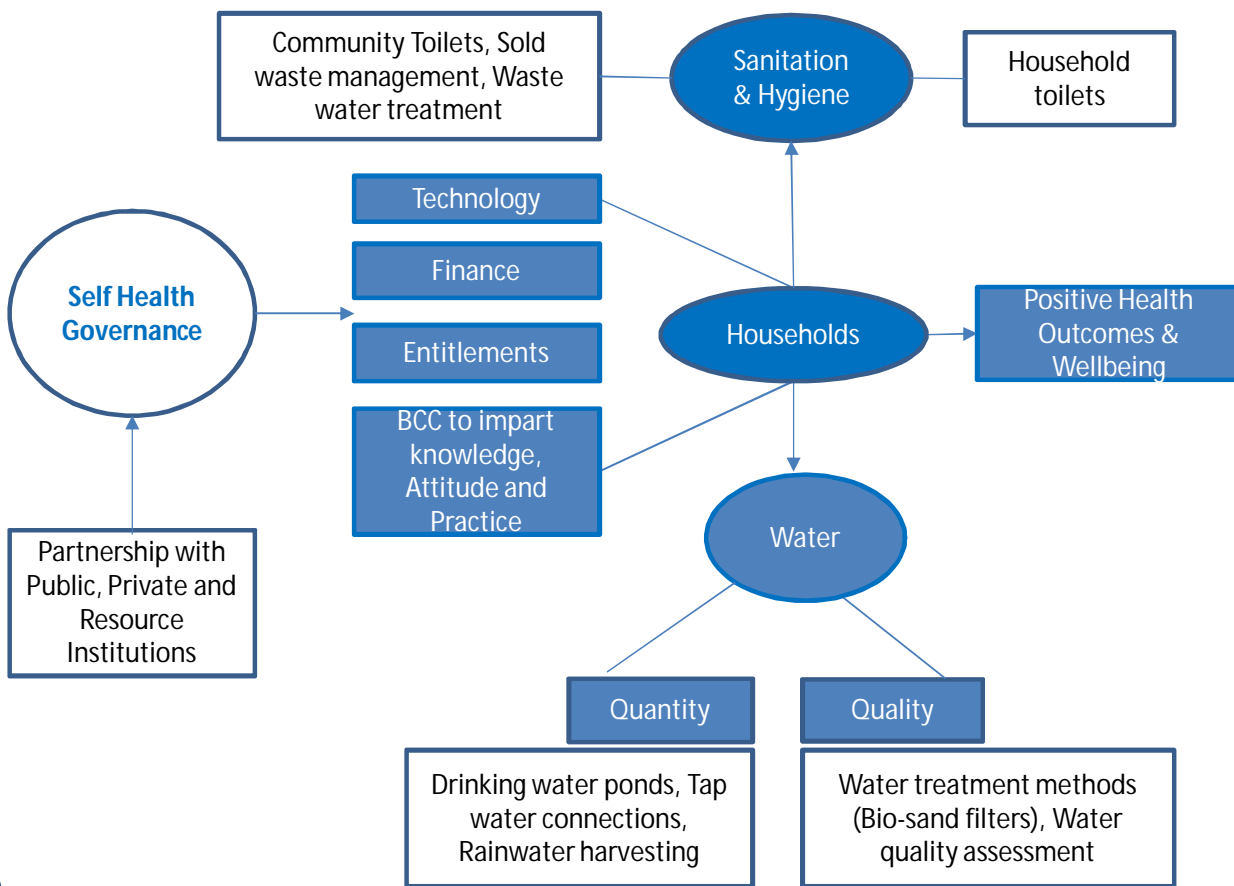 Community Toilets, Sold
waste management, Waste
water treatment
Sanitation
& Hygiene
Household
toilets
Technology
Finance
Entitlements
BCC to impart
knowledge,
Attitude and
Practice
Self Health
Governance
Households
Positive Health
Outcomes &
Wellbeing
Partnership with
Public, Private and
Resource
Institutions
Water
Quantity
Quality
Drinking water ponds, Tap
water connections,
Rainwater harvesting
Water treatment methods
(Bio-sand filters), Water
quality assessment